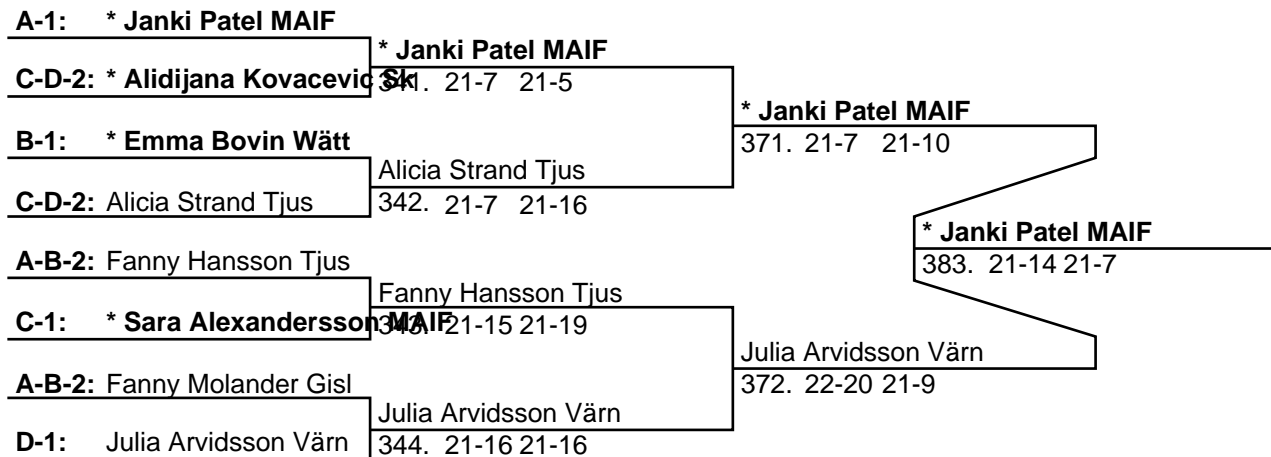 A-1: * Janki Patel MAIF
* Janki Patel MAIF
C-D-2: * Alidijana Kovacevic Sk
341. 21-7 21-5
* Janki Patel MAIF
B-1: * Emma Bovin Wätt
371. 21-7 21-10
Alicia Strand Tjus
C-D-2: Alicia Strand Tjus
342. 21-7 21-16
* Janki Patel MAIF
A-B-2: Fanny Hansson Tjus
383. 21-14 21-7
Fanny Hansson Tjus
C-1: * Sara Alexandersson MAIF
343. 21-15 21-19
Julia Arvidsson Värn
A-B-2: Fanny Molander Gisl
372. 22-20 21-9
Julia Arvidsson Värn
D-1: Julia Arvidsson Värn
344. 21-16 21-16